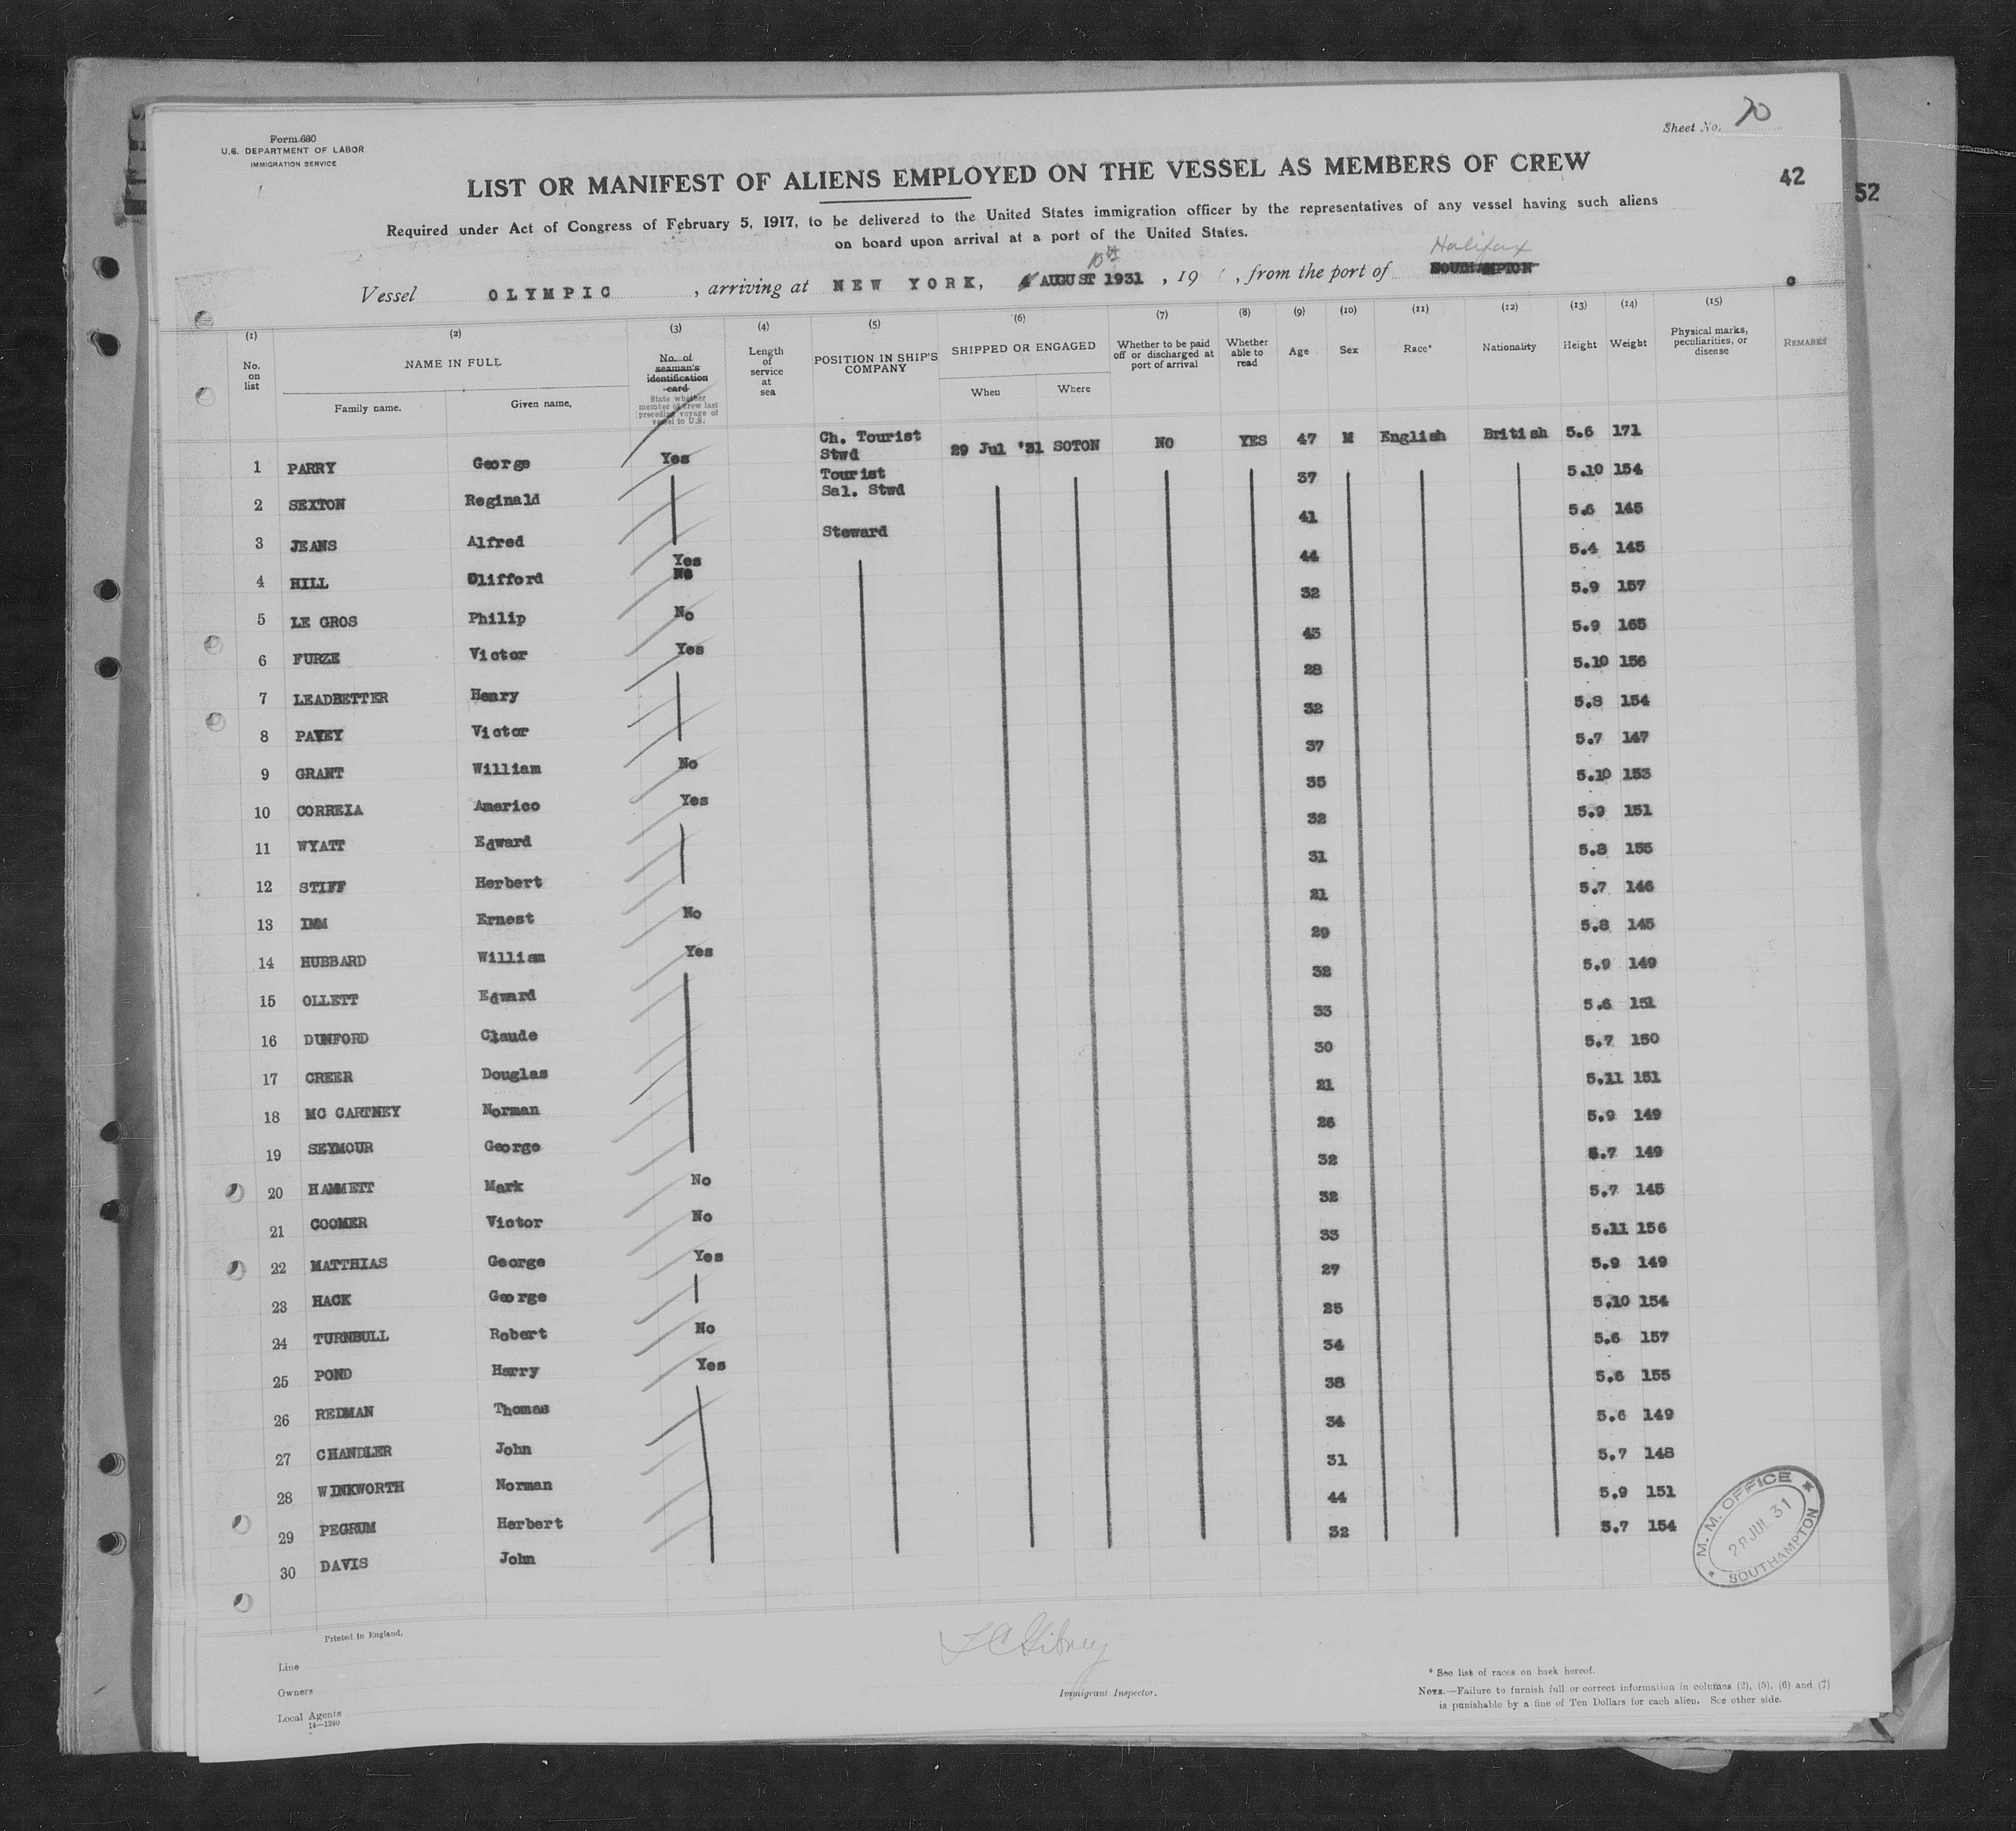 Form 680
U.S. DEPARTMENT OF LABOR
IMMIGRATION SERVICE
Sheet No. 70
LIST OR MANIFEST OF ALIENS EMPLOYED ON THE VESSEL AS MEMBERS OF CREW
42
52
Required under Act of Congress of February 5, 1917, to be delivered to the United States immigration officer by the representatives of any vessel having such aliens
on board upon arrival at a port of the United States.
10th
Halifax
Vessel OLYMPIC , arriving at NEW YORK, AUGUST 1931 , 19 , from the port of SOUTHAMPTON
(1) (2) (3) (4) (5) (6) (7) (8) (9) (10) (11) (12) (13) (14) (15)
No. on list
NAME IN FULL
Family name. Given name.
No. of seaman's identification card
State whether member of crew last preceding voyage of vessel to U.S.
Length of service at sea
POSITION IN SHIP'S COMPANY
SHIPPED OR ENGAGED
When Where
Whether to be paid off or discharged at port of arrival
Whether able to read
Age Sex Race* Nationality Height Weight
Physical marks, peculiarities, or disease
REMARKS
1 PARRY George Yes Ch. Tourist Stwd 29 Jul '31 SOTON NO YES 47 M English British 5.6 171
2 SEXTON Reginald Tourist Sal. Stwd 37 5.10 154
3 JEANS Alfred Steward 41 5.6 145
4 HILL Clifford Yes No 44 5.4 145
5 LE GROS Philip No 32 5.9 157
6 FURZE Victor Yes 43 5.9 165
7 LEADBETTER Henry 28 5.10 156
8 PAVEY Victor 32 5.8 154
9 GRANT William No 37 5.7 147
10 CORREIA Americo Yes 35 5.10 153
11 WYATT Edward 32 5.9 151
12 STIFF Herbert 31 5.8 155
13 IMM Ernest No 21 5.7 146
14 HUBBARD William Yes 29 5.8 145
15 OLLETT Edward 32 5.9 149
16 DUNFORD Claude 33 5.6 151
17 CREER Douglas 30 5.7 150
18 MC CARTNEY Norman 21 5.11 151
19 SEYMOUR George 26 5.9 149
20 HAMMETT Mark No 32 5.7 149
21 COOMER Victor No 32 5.7 145
22 MATTHIAS George Yes 33 5.11 156
23 HACK George 27 5.9 149
24 TURNBULL Robert No 25 5.10 154
25 POND Harry Yes 34 5.6 157
26 REDMAN Thomas 38 5.6 155
27 CHANDLER John 34 5.6 149
28 WINKWORTH Norman 31 5.7 148
29 PEGRUM Herbert 44 5.9 151
30 DAVIS John 32 5.7 154
M. M. OFFICE
28 JUL 31
SOUTHAMPTON
Printed in England.
Line
Owners
Local Agents
14—1240
Immigrant Inspector.
* See list of races on back hereof.
NOTE.—Failure to furnish full or correct information in columns (2), (5), (6) and (7)
is punishable by a fine of Ten Dollars for each alien. See other side.